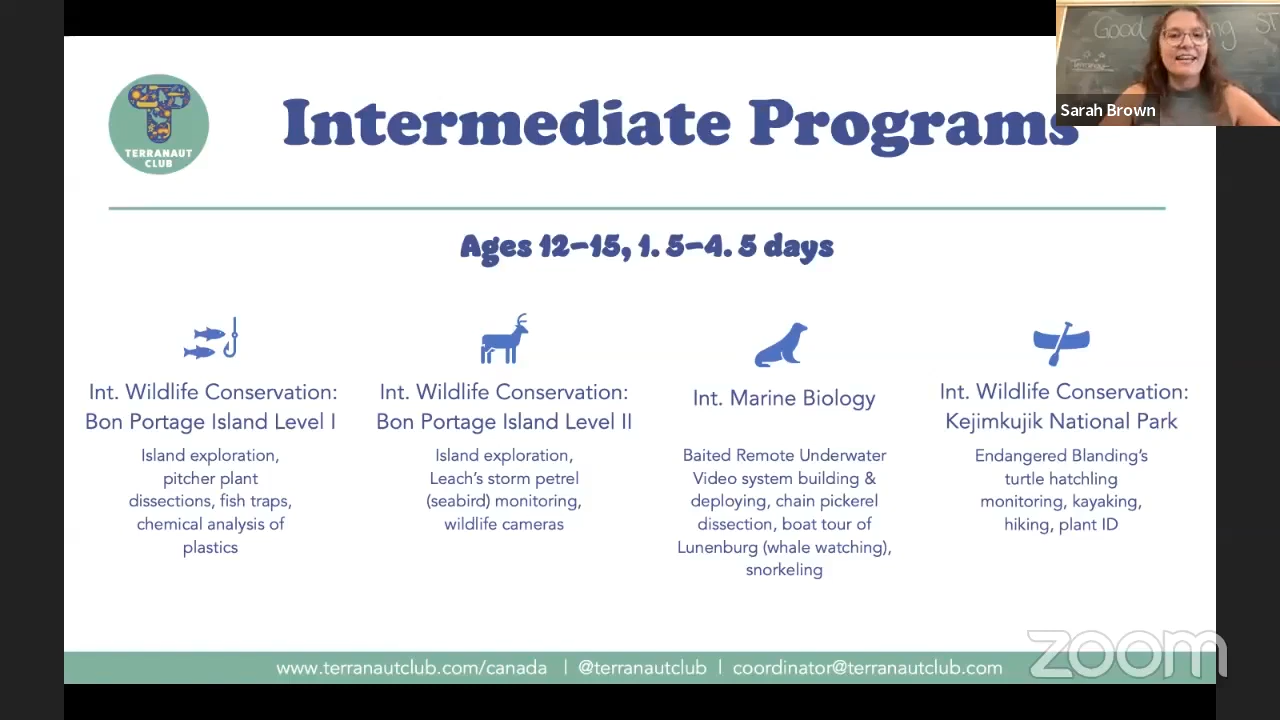 Good
Terranaut
Sarah Brown
TERRANAUT
CLUB
Intermediate Programs
Ages 12-15, 1. 5-4. 5 days
Int. Wildlife Conservation:
Bon Portage Island Level I
Island exploration,
pitcher plant
dissections, fish traps,
chemical analysis of
plastics
Int. Wildlife Conservation:
Bon Portage Island Level II
Island exploration,
Leach's storm petrel
(seabird) monitoring,
wildlife cameras
Int. Marine Biology
Baited Remote Underwater
Video system building &
deploying, chain pickerel
dissection, boat tour of
Lunenburg (whale watching),
snorkeling
Int. Wildlife Conservation:
Kejimkujik National Park
Endangered Blanding's
turtle hatchling
monitoring, kayaking,
hiking, plant ID
www.terranautclub.com/canada | @terranautclub | coordinator@terranautclub.com
zoom